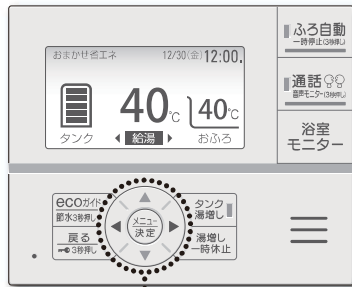 おまかせ省エネ 12/30(金)12:00
40℃ 40℃
タンク 給湯 おふろ
ふろ自動
一時停止(3秒押し)
通話
音声モニター(3秒押し)
浴室
モニター
ecoガイド
節水3秒押し
戻る
3秒押し
メニュー
決定
タンク
湯増し
湯増し
一時休止